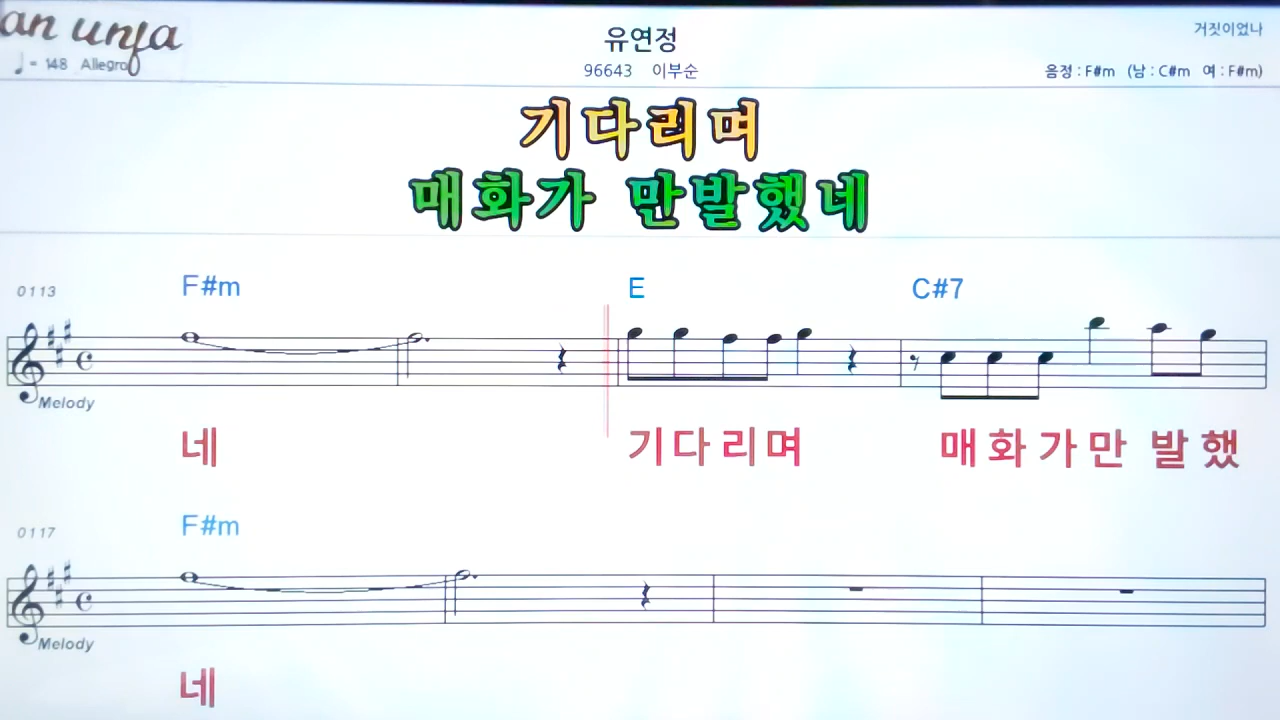 an unfa
♩= 148 Allegro
유연정
96643 이부순
거짓이었나
음정 : F#m (남 : C#m 여 : F#m)
기다리며
매화가 만발했네
0113 F#m E C#7
Melody
네 기다리며 매화가만 발했
0117 F#m
Melody
네